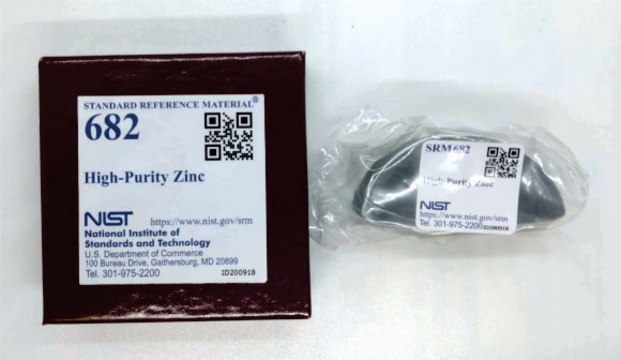 STANDARD REFERENCE MATERIAL®
682
High-Purity Zinc
NIST https://www.nist.gov/srm
National Institute of
Standards and Technology
U.S. Department of Commerce
100 Bureau Drive, Gaithersburg, MD 20899
Tel. 301-975-2200 ID200918
SRM 682
High-Purity Zinc
NIST
https://www.nist.gov/srm
Tel. 301-975-2200 ID200918